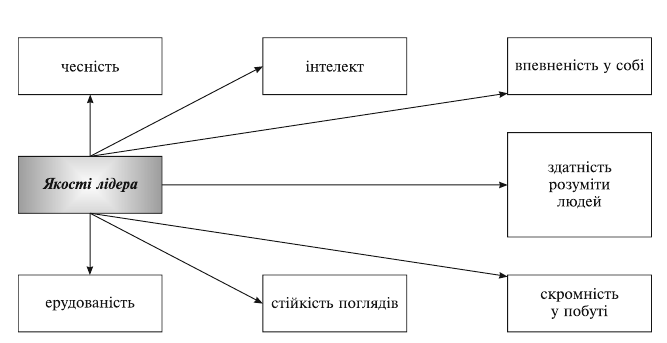 чесність
інтелект
впевненість у собі
Якості лідера
здатність
розуміти
людей
ерудованість
стійкість поглядів
скромність
у побуті